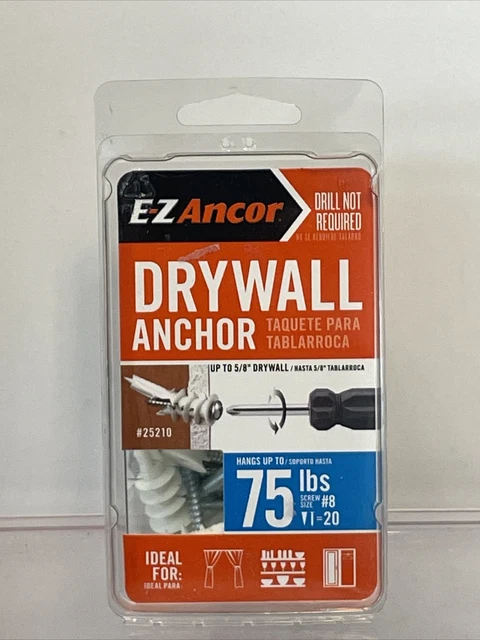 E-Z Ancor
DRILL NOT
REQUIRED
NO SE REQUIERE TALADRO
DRYWALL
ANCHOR TAQUETE PARA
TABLARROCA
UP TO 5/8" DRYWALL / HASTA 5/8" TABLARROCA
#25210
HANGS UP TO / SOPORTO HASTA
75 lbs
SCREW
SIZE #8
=20
IDEAL
FOR:
IDEAL PARA